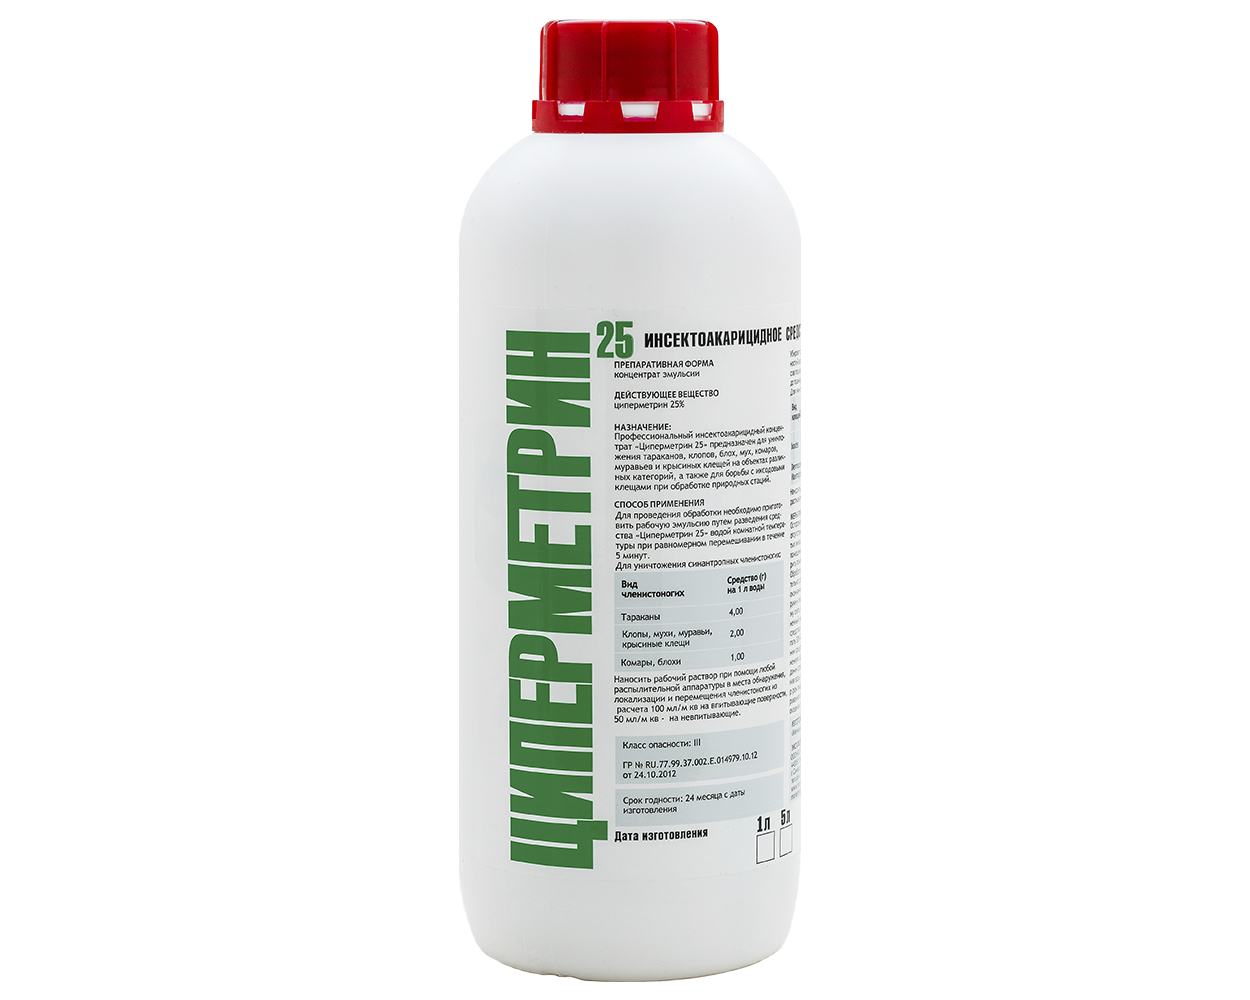 ЦИПЕРМЕТРИН
25 ИНСЕКТОАКАРИЦИДНОЕ
ПРЕПАРАТИВНАЯ ФОРМА
концентрат эмульсии
ДЕЙСТВУЮЩЕЕ ВЕЩЕСТВО
циперметрин 25%
НАЗНАЧЕНИЕ:
Профессиональный инсектоакарицидный концен-
трат «Циперметрин 25» предназначен для уничто-
жения тараканов, клопов, блох, мух, комаров,
муравьев и крысиных клещей на объектах различ-
ных категорий, а также для борьбы с иксодовыми
клещами при обработке природных стаций.
СПОСОБ ПРИМЕНЕНИЯ
Для проведения обработки необходимо пригото-
вить рабочую эмульсию путем разведения сред-
ства «Циперметрин 25» водой комнатной темпера-
туры при равномерном перемешивании в течение
5 минут.
Для уничтожения синантропных членистоногих:
Вид Средство (г)
членистоногих на 1 л воды
Тараканы 4,00
Клопы, мухи, муравьи, 2,00
крысиные клещи
Комары, блохи 1,00
Наносить рабочий раствор при помощи любой
распылительной аппаратуры в места обнаружения,
локализации и перемещения членистоногих из
расчета 100 мл/м кв на впитывающие поверхности,
50 мл/м кв - на невпитывающие.
Класс опасности: III
ГР № RU.77.99.37.002.Е.014979.10.12
от 24.10.2012
Срок годности: 24 месяца с даты
изготовления
Дата изготовления 1л 5л